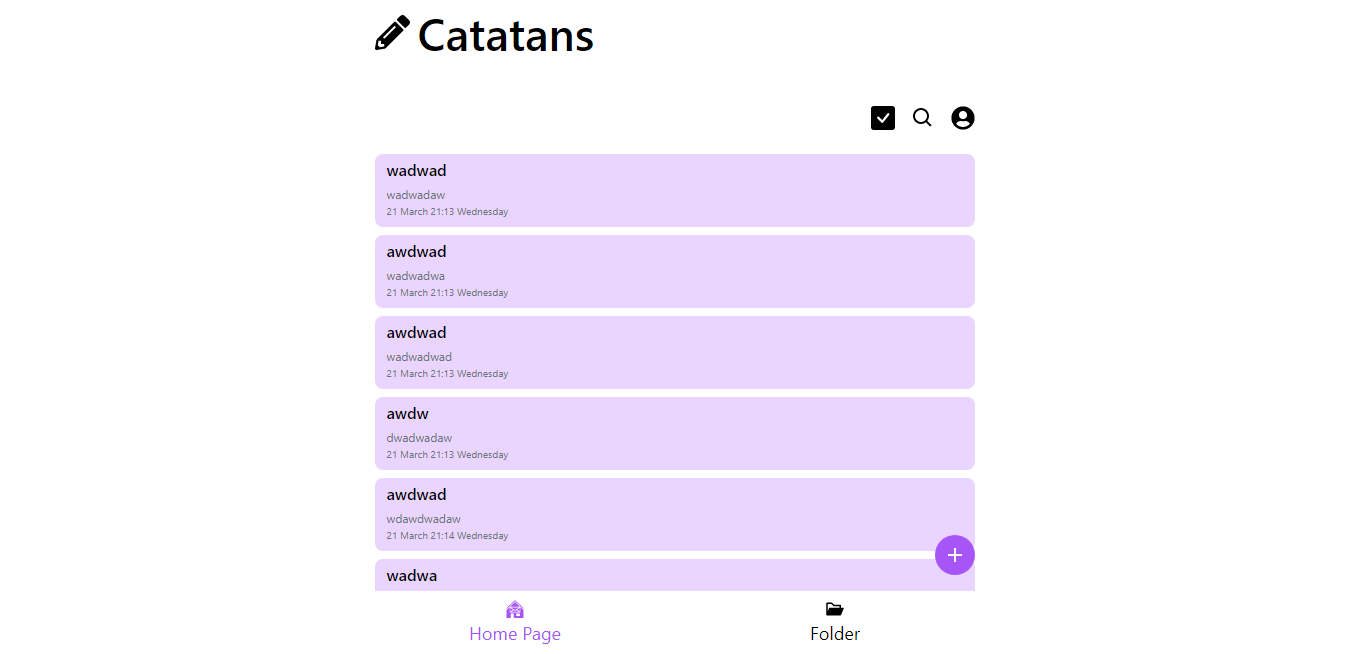 Catatans
wadwad
wadwadaw
21 March 21:13 Wednesday
awdwad
wadwadwa
21 March 21:13 Wednesday
awdwad
wadwadwad
21 March 21:13 Wednesday
awdw
dwadwadaw
21 March 21:13 Wednesday
awdwad
wdawdwadaw
21 March 21:14 Wednesday
wadwa
Home Page
Folder